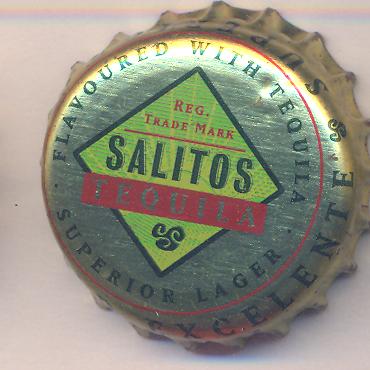 FLAVOURED WITH TEQUILA
REG.
TRADE MARK
SALITOS
TEQUILA
SUPERIOR LAGER
EXCELENTE